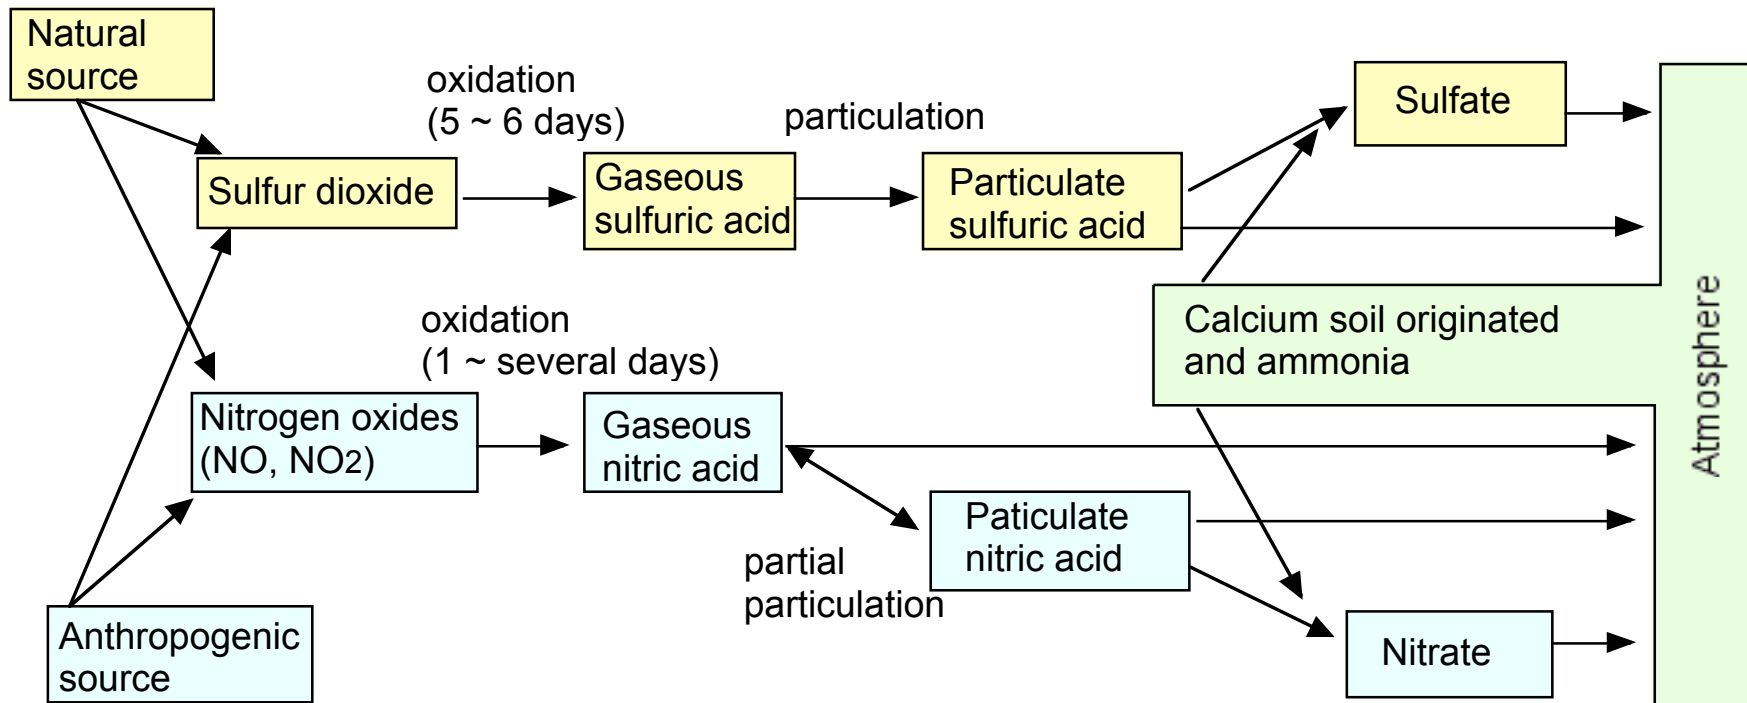 Natural
source
oxidation
(5 ~ 6 days)
particulation
Sulfate
Sulfur dioxide
Gaseous
sulfuric acid
Particulate
sulfuric acid
oxidation
(1 ~ several days)
Calcium soil originated
and ammonia
Atmosphere
Nitrogen oxides
(NO, NO2)
Gaseous
nitric acid
Paticulate
nitric acid
partial
particulation
Anthropogenic
source
Nitrate